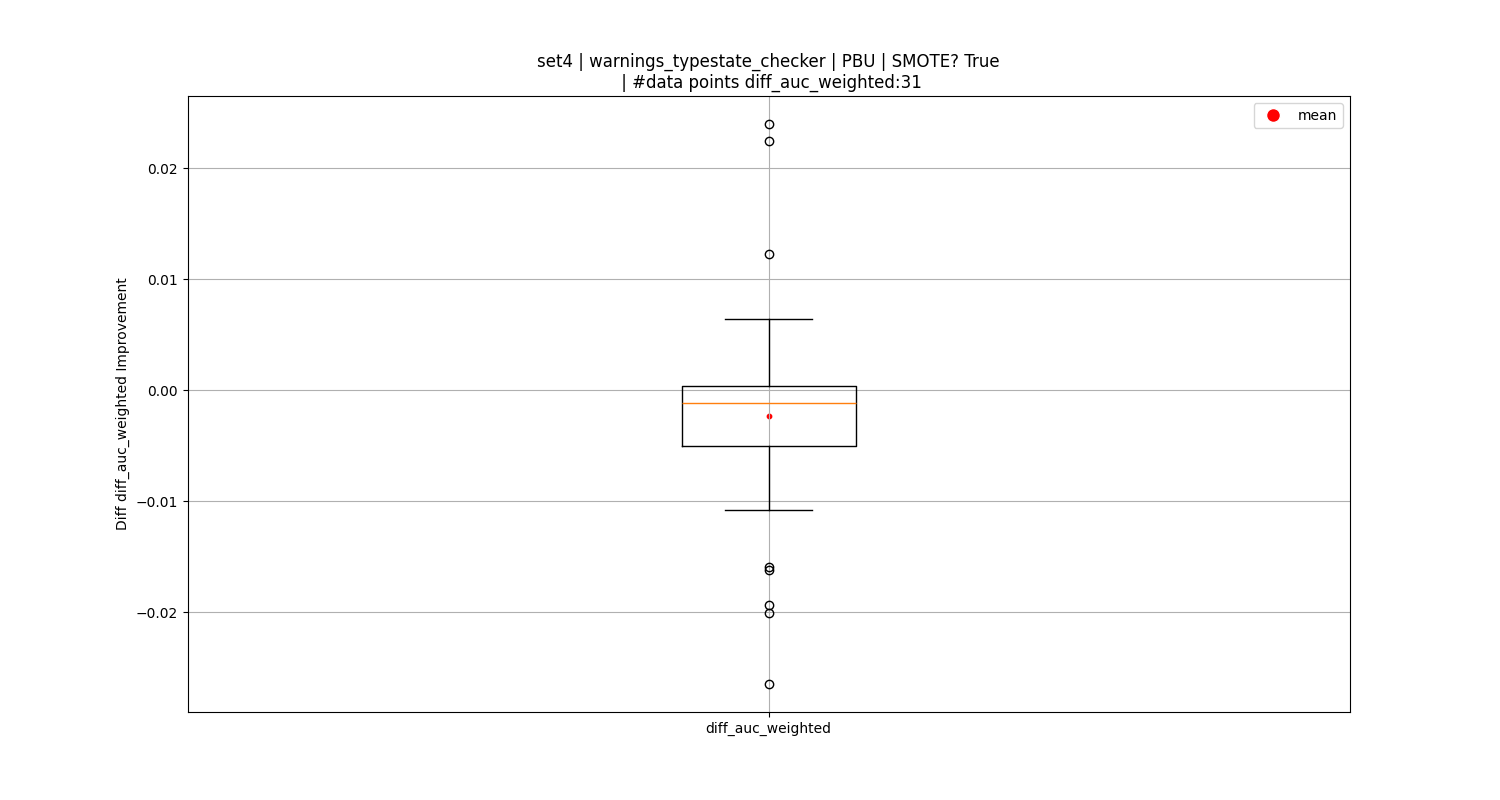 set4 | warnings_typestate_checker | PBU | SMOTE? True
| #data points diff_auc_weighted:31
mean
0.02
0.01
0.00
−0.01
−0.02
Diff diff_auc_weighted Improvement
diff_auc_weighted